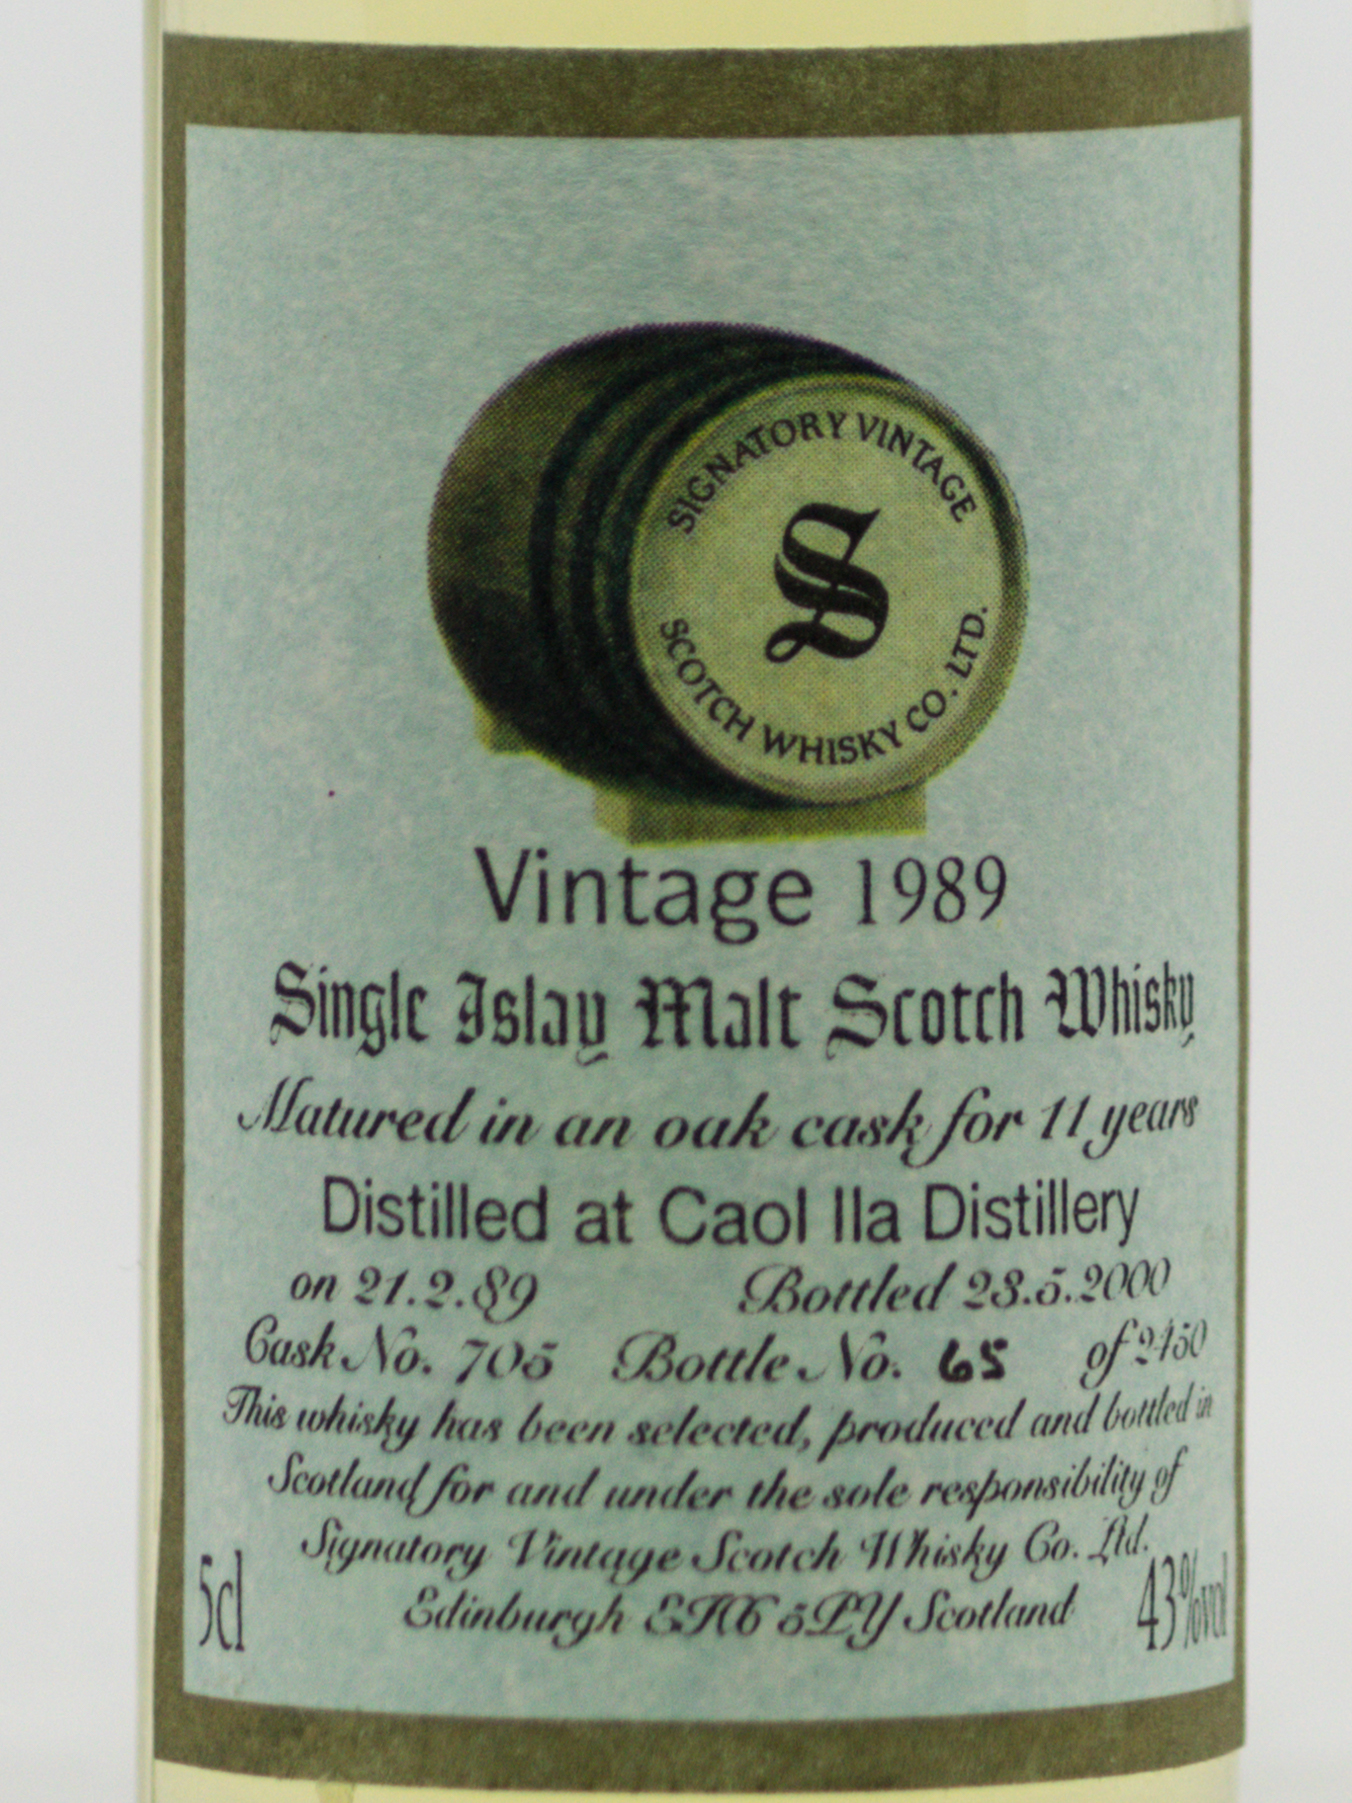 SIGNATORY VINTAGE
S
SCOTCH WHISKY CO. LTD.
Vintage 1989
Single Islay Malt Scotch Whisky
Matured in an oak cask for 11 years
Distilled at Caol Ila Distillery
on 21.2.89 Bottled 23.5.2000
Cask No. 705 Bottle No. 65 of 2450
This whisky has been selected, produced and bottled in
Scotland for and under the sole responsibility of
Signatory Vintage Scotch Whisky Co. Ltd.
5cl Edinburgh EH6 5PY Scotland 43%vol